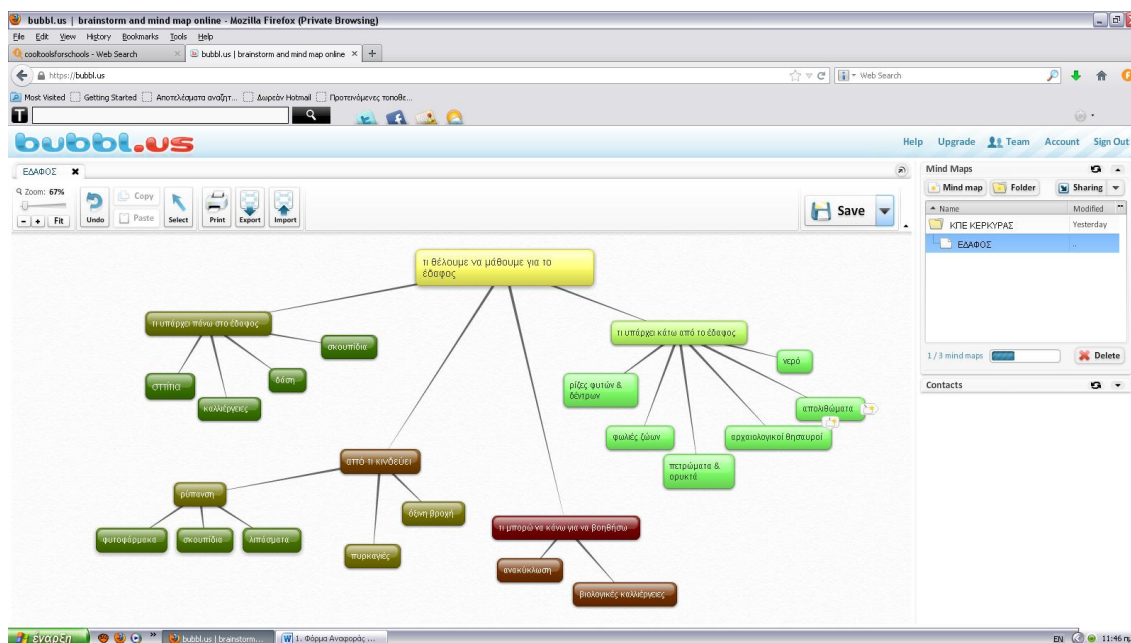 bubbl.us | brainstorm and mind map online - Mozilla Firefox (Private Browsing)
File Edit View History Bookmarks Tools Help
cooltoolsforschools - Web Search
bubbl.us | brainstorm and mind map online
https://bubbl.us
Web Search
Most Visited Getting Started Αποτελέσματα αναζητ... Δωρεάν Hotmail Προτεινόμενες τοποθε...
T
bubbl.us
Help Upgrade Team Account Sign Out
ΕΔΑΦΟΣ
Zoom: 67%
- + Fit
Undo
Copy
Paste
Select
Print
Export
Import
Save
τι θέλουμε να μάθουμε για το
έδαφος
τι υπάρχει πάνω στο έδαφος
σκουπίδια
σπίτια
δάση
καλλιέργειες
τι υπάρχει κάτω από το έδαφος
νερό
ρίζες φυτών &
δέντρων
απολιθώματα
φωλιές ζώων
αρχαιολογικοί θησαυροί
πετρώματα &
ορυκτά
από τι κινδυεύει
ρύπανση
όξινη βροχή
φυτοφάρμακα
σκουπίδια
λιπάσματα
πυρκαγιές
τι μπορώ να κάνω για να βοηθήσω
ανακύκλωση
βιολογικές καλλιέργειες
Mind Maps
Mind map Folder Sharing
Name Modified
ΚΠΕ ΚΕΡΚΥΡΑΣ Yesterday
ΕΔΑΦΟΣ ..
1 / 3 mind maps
Delete
Contacts
έναρξη
bubbl.us | brainstorm...
1. Φόρμα Αναφοράς ...
EN
11:46 πμ